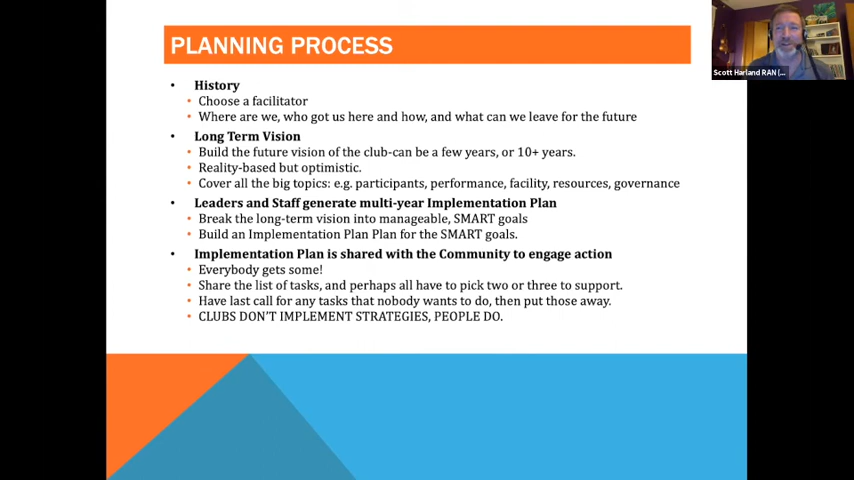 PLANNING PROCESS
Scott Harland RAN (...
• History
• Choose a facilitator
• Where are we, who got us here and how, and what can we leave for the future
• Long Term Vision
• Build the future vision of the club-can be a few years, or 10+ years.
• Reality-based but optimistic.
• Cover all the big topics: e.g. participants, performance, facility, resources, governance
• Leaders and Staff generate multi-year Implementation Plan
• Break the long-term vision into manageable, SMART goals
• Build an Implementation Plan Plan for the SMART goals.
• Implementation Plan is shared with the Community to engage action
• Everybody gets some!
• Share the list of tasks, and perhaps all have to pick two or three to support.
• Have last call for any tasks that nobody wants to do, then put those away.
• CLUBS DON'T IMPLEMENT STRATEGIES, PEOPLE DO.